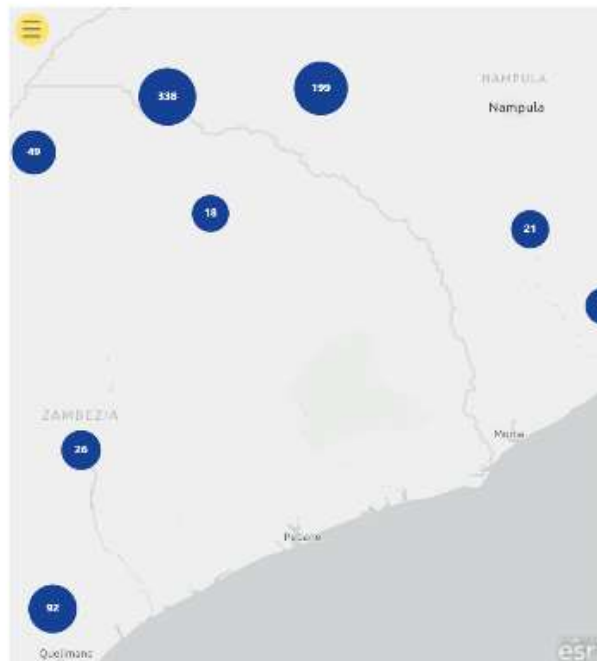 NAMPULA
199
338
Nampula
49
18
21
ZAMBEZIA
Moma
26
Pebane
92
Quelimane
esri